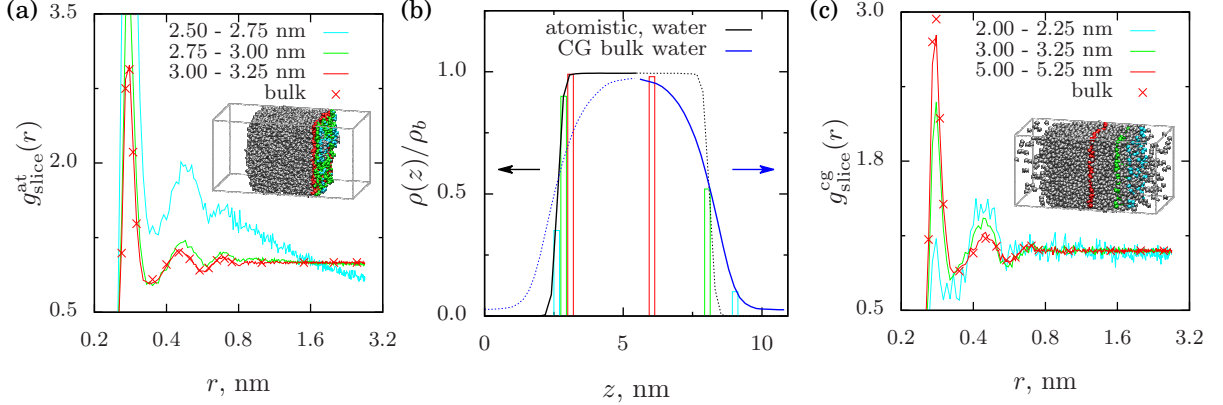 (a)
g^at_slice(r)
3.5
2.0
0.5
2.50 - 2.75 nm
2.75 - 3.00 nm
3.00 - 3.25 nm
bulk
0.2 0.4 0.8 1.6 3.2
r, nm
(b)
ρ(z)/ρ_b
1.0
0.5
0.0
atomistic, water
CG bulk water
0 5 10
z, nm
(c)
g^cg_slice(r)
3.0
1.8
0.5
2.00 - 2.25 nm
3.00 - 3.25 nm
5.00 - 5.25 nm
bulk
0.2 0.4 0.8 1.6 3.2
r, nm